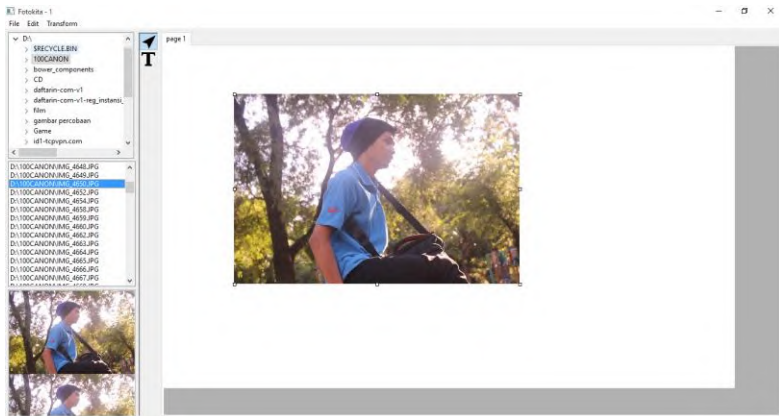 Fotokita - 1
File Edit Transform
D:\
$RECYCLE.BIN
100CANON
bower_components
CD
daftarin-com-v1
daftarin-com-v1-reg_instansi_
film
gambar percobaan
Game
id1-tcpvpn.com
D:\100CANON\IMG_4648.JPG
D:\100CANON\IMG_4649.JPG
D:\100CANON\IMG_4650.JPG
D:\100CANON\IMG_4652.JPG
D:\100CANON\IMG_4654.JPG
D:\100CANON\IMG_4658.JPG
D:\100CANON\IMG_4659.JPG
D:\100CANON\IMG_4660.JPG
D:\100CANON\IMG_4662.JPG
D:\100CANON\IMG_4663.JPG
D:\100CANON\IMG_4664.JPG
D:\100CANON\IMG_4665.JPG
D:\100CANON\IMG_4666.JPG
D:\100CANON\IMG_4667.JPG
T
page 1